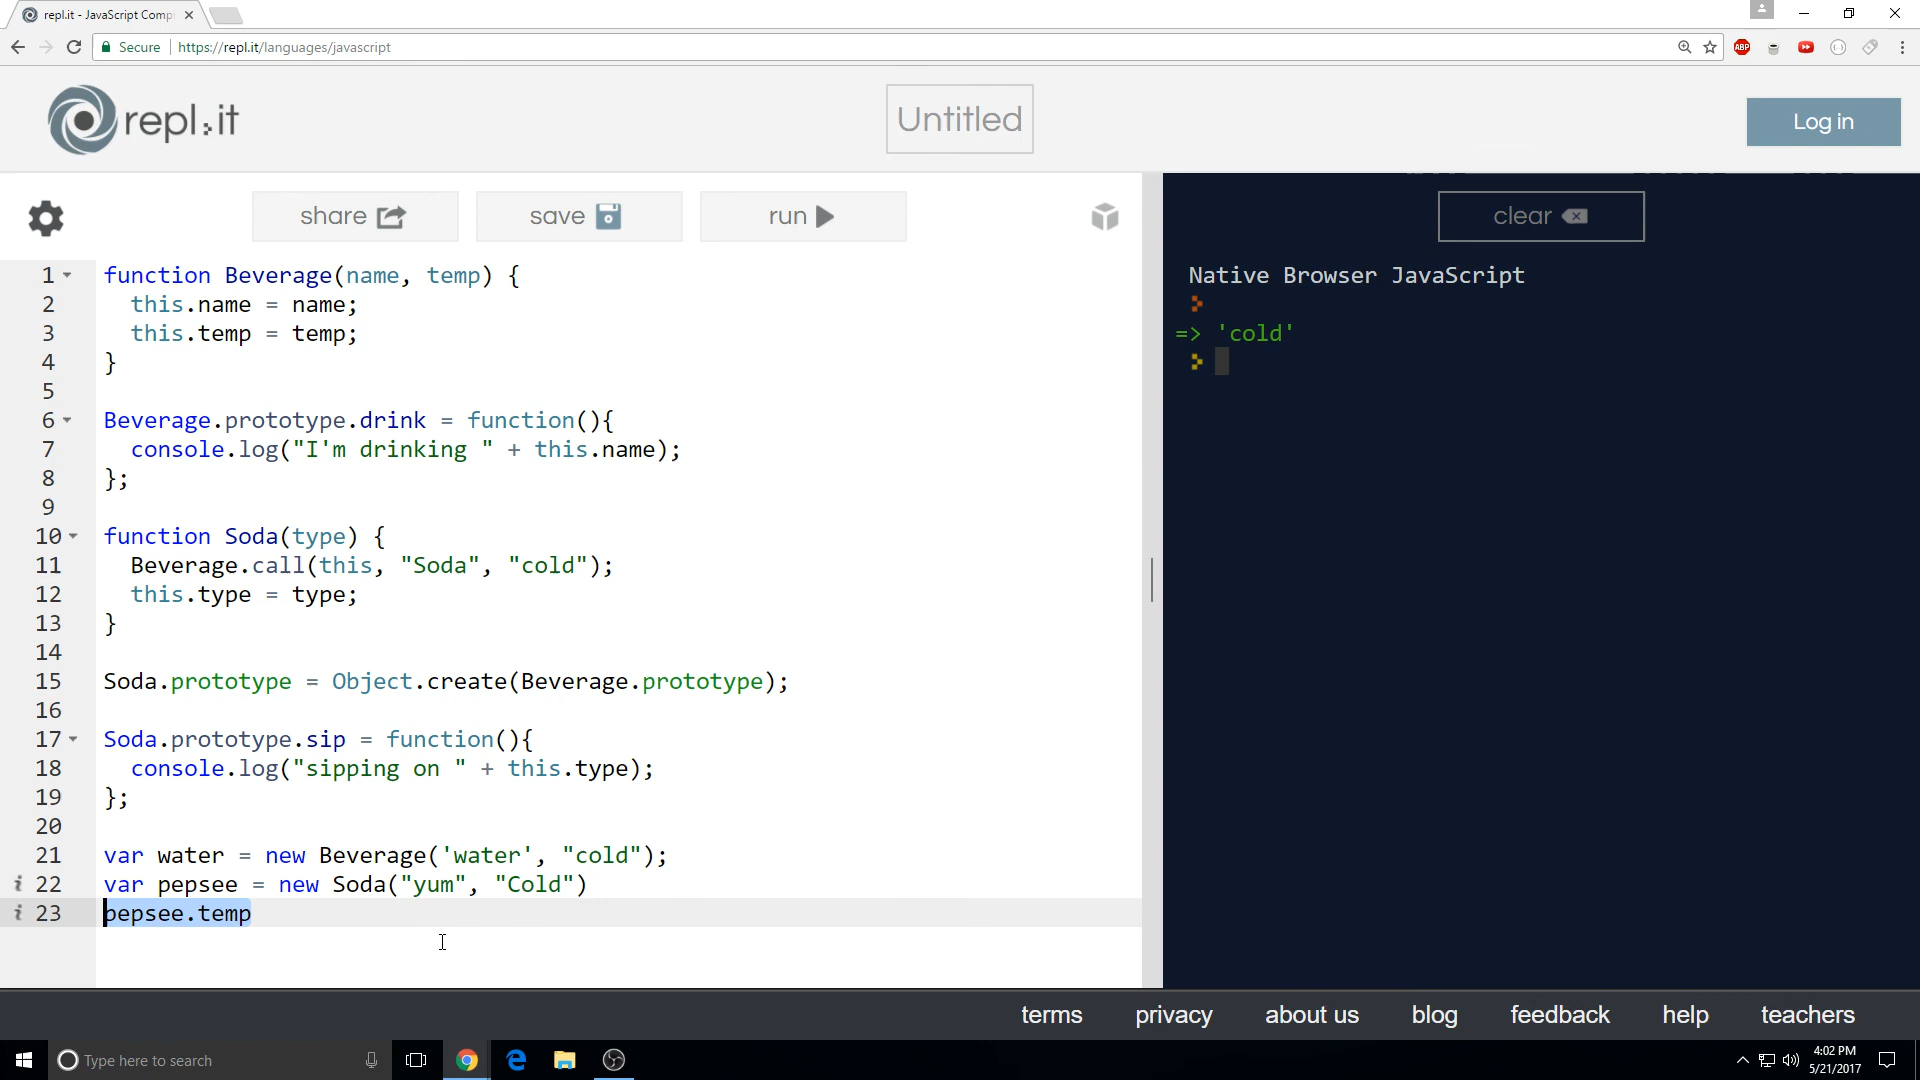 repl.it - JavaScript Comp
Secure
https://repl.it/languages/javascript
ABP
repl.it
Untitled
Log in
share
save
run
clear
1 function Beverage(name, temp) {
2 this.name = name;
3 this.temp = temp;
4 }
5
6 Beverage.prototype.drink = function(){
7 console.log("I'm drinking " + this.name);
8 };
9
10 function Soda(type) {
11 Beverage.call(this, "Soda", "cold");
12 this.type = type;
13 }
14
15 Soda.prototype = Object.create(Beverage.prototype);
16
17 Soda.prototype.sip = function(){
18 console.log("sipping on " + this.type);
19 };
20
21 var water = new Beverage('water', "cold");
22 var pepsee = new Soda("yum", "Cold")
23 pepsee.temp
Native Browser JavaScript
=> 'cold'
terms privacy about us blog feedback help teachers
Type here to search
4:02 PM
5/21/2017